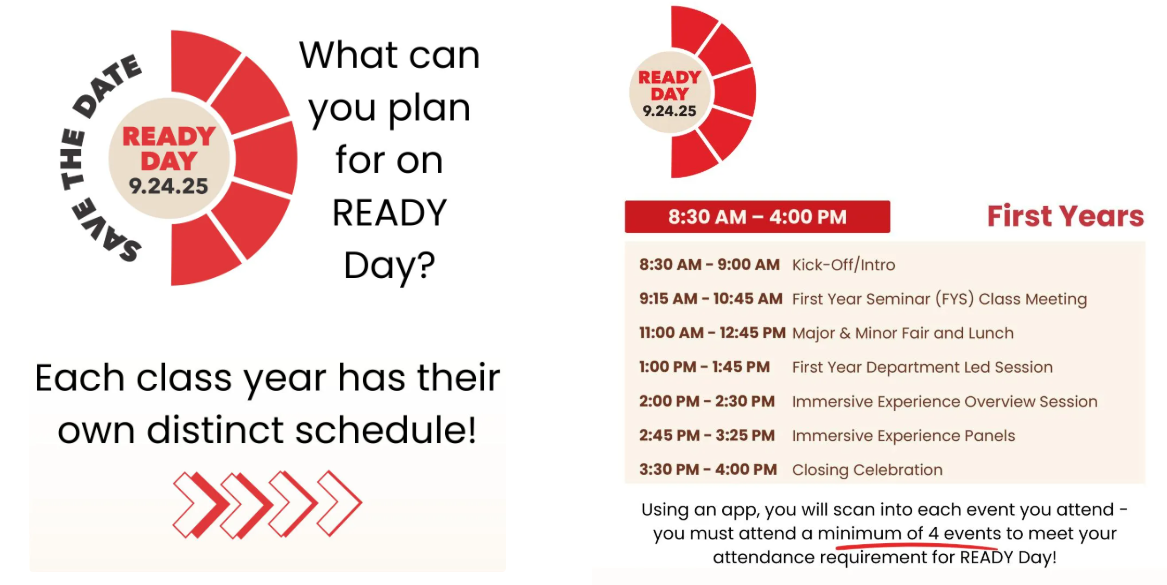 SAVE THE DATE
READY
DAY
9.24.25
What can
you plan
for on
READY
Day?
Each class year has their
own distinct schedule!
READY
DAY
9.24.25
8:30 AM – 4:00 PM
First Years
8:30 AM - 9:00 AM Kick-Off/Intro
9:15 AM - 10:45 AM First Year Seminar (FYS) Class Meeting
11:00 AM - 12:45 PM Major & Minor Fair and Lunch
1:00 PM - 1:45 PM First Year Department Led Session
2:00 PM - 2:30 PM Immersive Experience Overview Session
2:45 PM - 3:25 PM Immersive Experience Panels
3:30 PM - 4:00 PM Closing Celebration
Using an app, you will scan into each event you attend -
you must attend a minimum of 4 events to meet your
attendance requirement for READY Day!